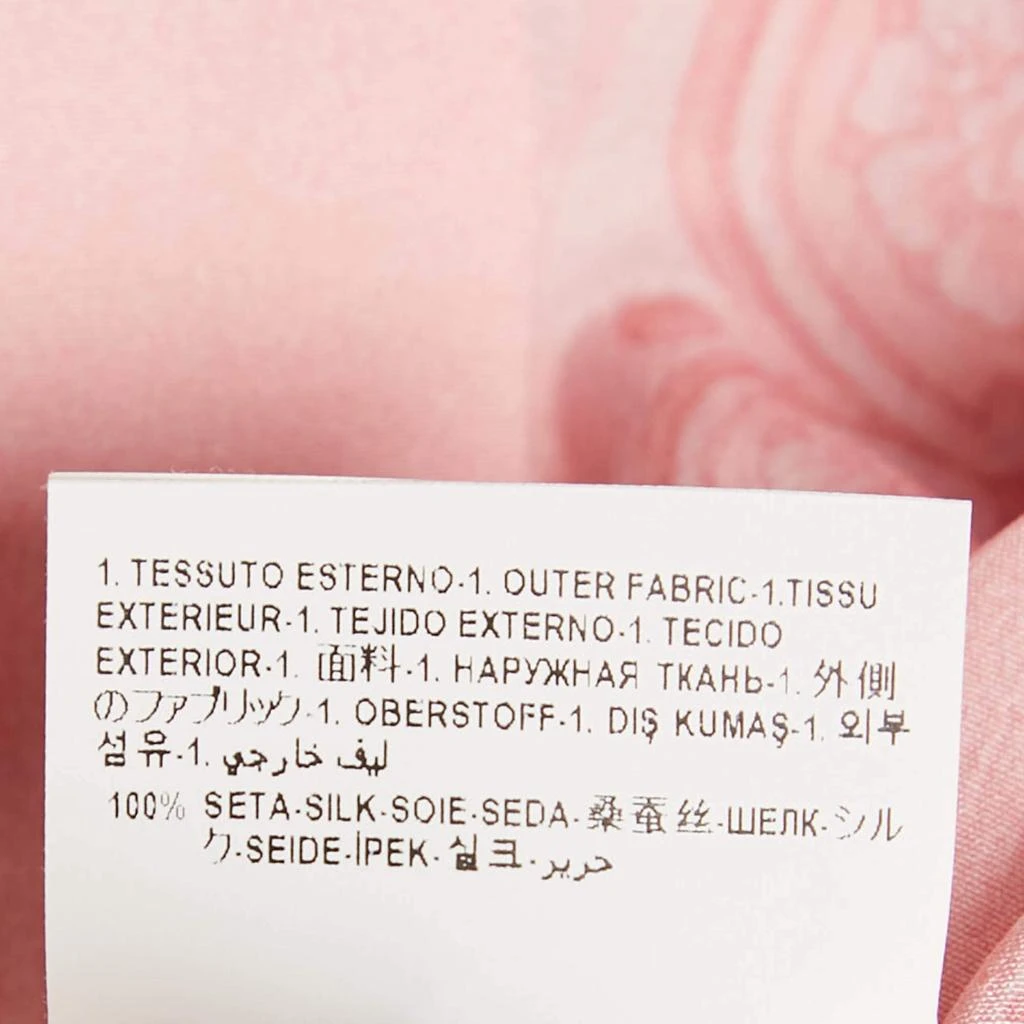 1. TESSUTO ESTERNO-1. OUTER FABRIC-1.TISSU
EXTERIEUR-1. TEJIDO EXTERNO-1. TECIDO
EXTERIOR-1. 面料-1. НАРУЖНАЯ ТКАНЬ-1. 外側
のファブリック-1. OBERSTOFF-1. DIŞ KUMAŞ-1. 외부
섬유-1. ليف خارجي
100% SETA-SILK-SOIE-SEDA-桑蚕丝-ШЕЛК-シル
ク-SEIDE-İPEK-실크-حرير